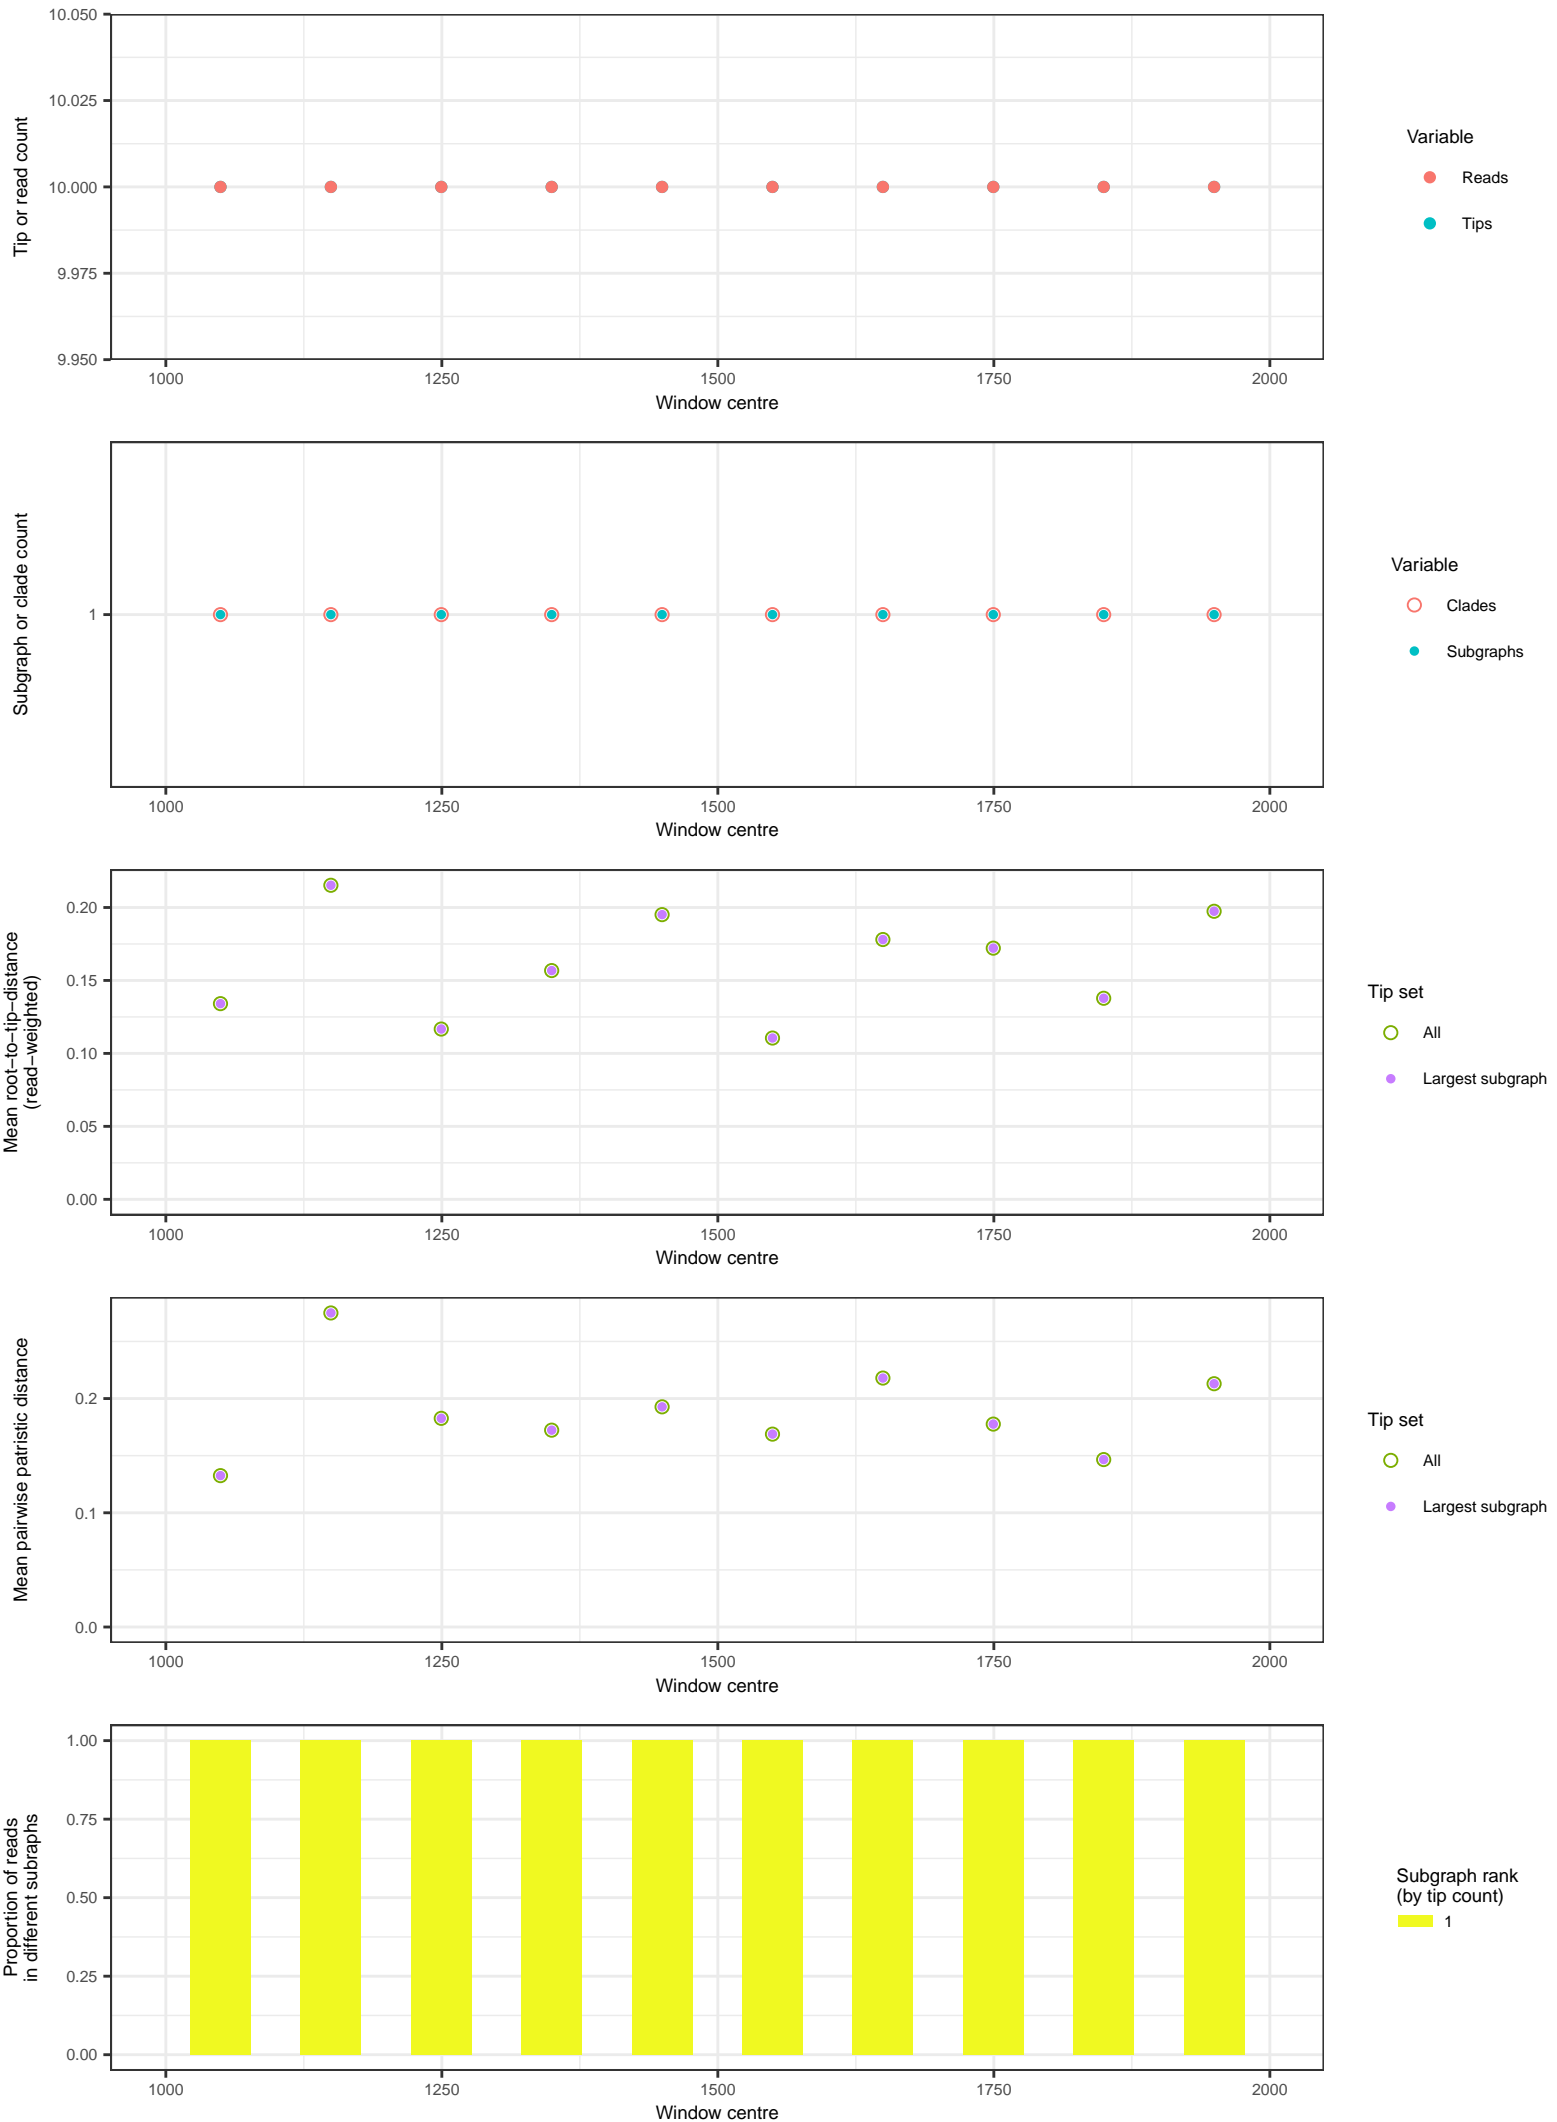 10.050
10.025
10.000
9.975
9.950
Tip or read count
1000 1250 1500 1750 2000
Window centre
Variable
Reads
Tips
1
Subgraph or clade count
1000 1250 1500 1750 2000
Window centre
Variable
Clades
Subgraphs
0.20
0.15
0.10
0.05
0.00
Mean root−to−tip−distance
(read−weighted)
1000 1250 1500 1750 2000
Window centre
Tip set
All
Largest subgraph
0.2
0.1
0.0
Mean pairwise patristic distance
1000 1250 1500 1750 2000
Window centre
Tip set
All
Largest subgraph
1.00
0.75
0.50
0.25
0.00
Proportion of reads
in different subraphs
1000 1250 1500 1750 2000
Window centre
Subgraph rank
(by tip count)
1